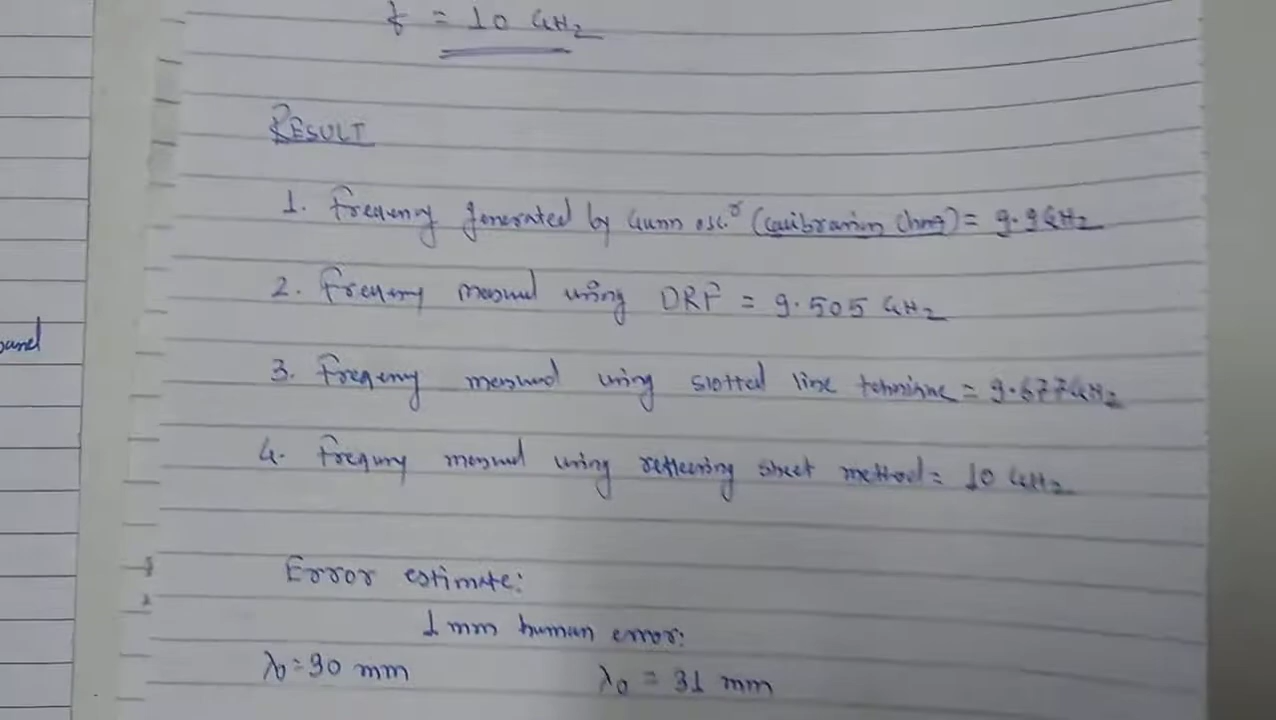 f = 10 GHz
RESULT
1. Frequency generated by Gunn osc.r (calibration chart) = 9.9 GHz
2. Frequency measured using DRF = 9.505 GHz
3. Frequency measured using slotted line technique = 9.677 GHz
4. Frequency measured using reflecting sheet method = 10 GHz
Error estimate:
1 mm human error:
λ0 = 30 mm λ0 = 31 mm